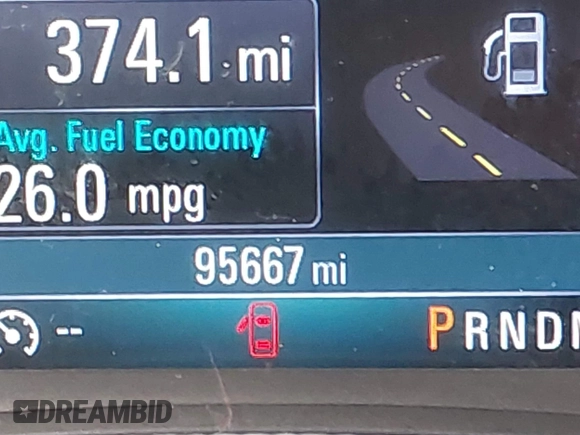 374.1 mi
Avg. Fuel Economy
26.0 mpg
95667 mi
--
PRNDM
DREAMBID